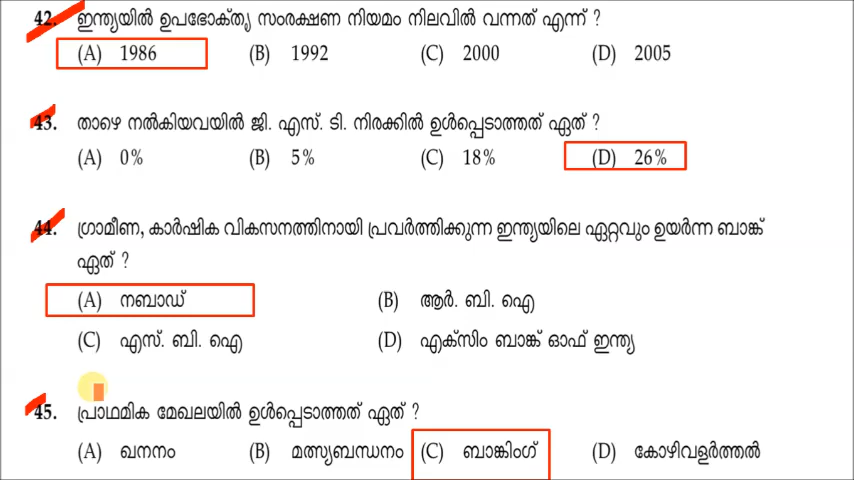 42. ഇന്ത്യയിൽ ഉപഭോക്തൃ സംരക്ഷണ നിയമം നിലവിൽ വന്നത് എന്ന് ?
(A) 1986 (B) 1992 (C) 2000 (D) 2005
43. താഴെ നൽകിയവയിൽ ജി. എസ്. ടി. നിരക്കിൽ ഉൾപ്പെടാത്തത് ഏത് ?
(A) 0% (B) 5% (C) 18% (D) 26%
44. ഗ്രാമീണ, കാർഷിക വികസനത്തിനായി പ്രവർത്തിക്കുന്ന ഇന്ത്യയിലെ ഏറ്റവും ഉയർന്ന ബാങ്ക്
ഏത് ?
(A) നബാഡ് (B) ആർ. ബി. ഐ
(C) എസ്. ബി. ഐ (D) എക്സിം ബാങ്ക് ഓഫ് ഇന്ത്യ
45. പ്രാഥമിക മേഖലയിൽ ഉൾപ്പെടാത്തത് ഏത് ?
(A) ഖനനം (B) മത്സ്യബന്ധനം (C) ബാങ്കിംഗ് (D) കോഴിവളർത്തൽ